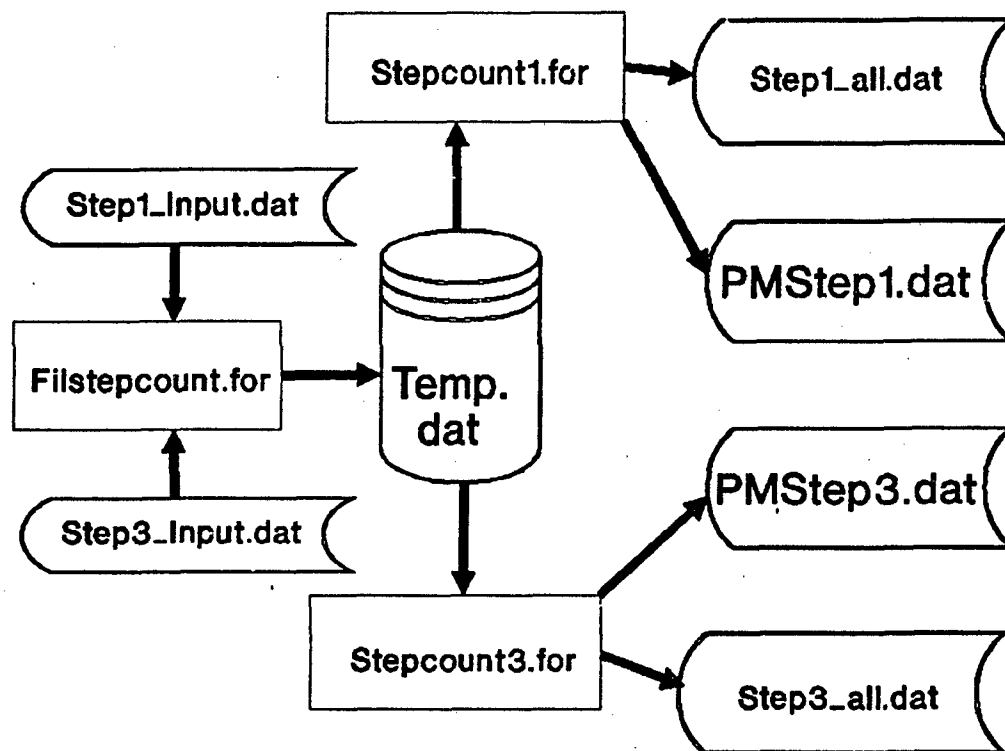 Stepcount1.for
Step1_all.dat
Step1_Input.dat
PMStep1.dat
Filstepcount.for
Temp.
dat
PMStep3.dat
Step3_Input.dat
Stepcount3.for
Step3_all.dat